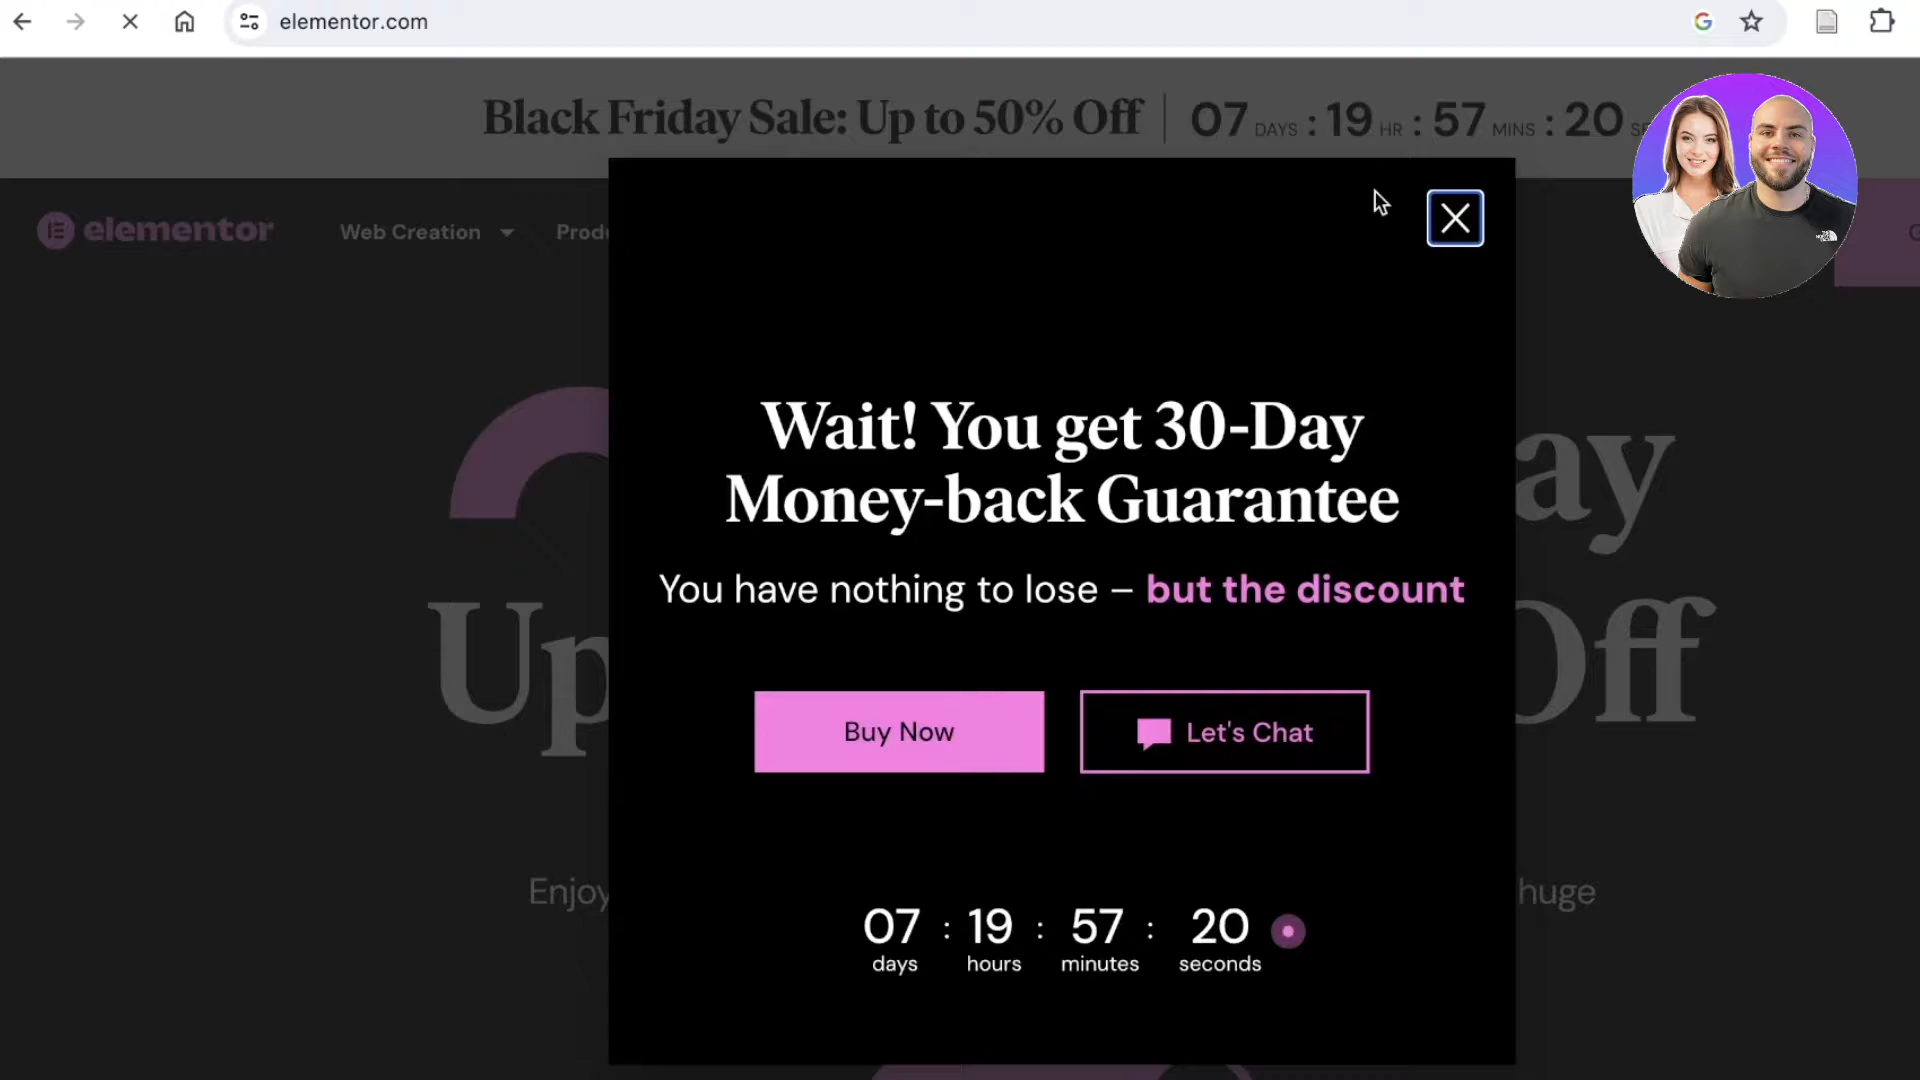 elementor.com
Black Friday Sale: Up to 50% Off 07 DAYS : 19 HR : 57 MINS : 20
elementor Web Creation
Wait! You get 30-Day
Money-back Guarantee
You have nothing to lose – but the discount
Up Off
Buy Now Let's Chat
Enjoy huge
07 : 19 : 57 : 20
days hours minutes seconds